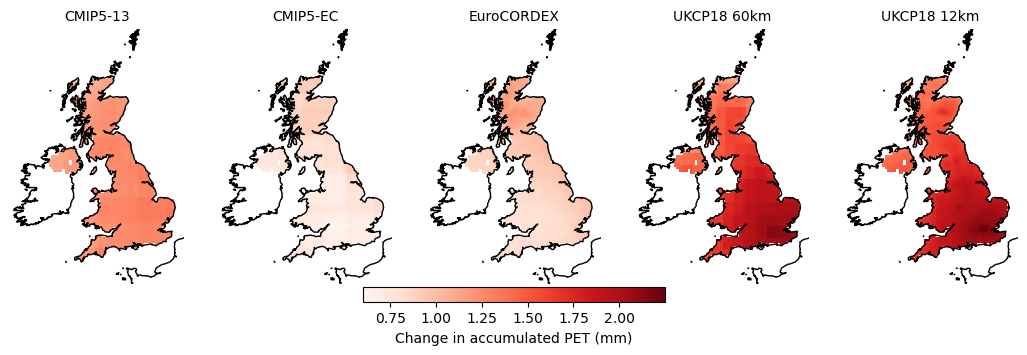 CMIP5-13 CMIP5-EC EuroCORDEX UKCP18 60km UKCP18 12km
0.75 1.00 1.25 1.50 1.75 2.00
Change in accumulated PET (mm)